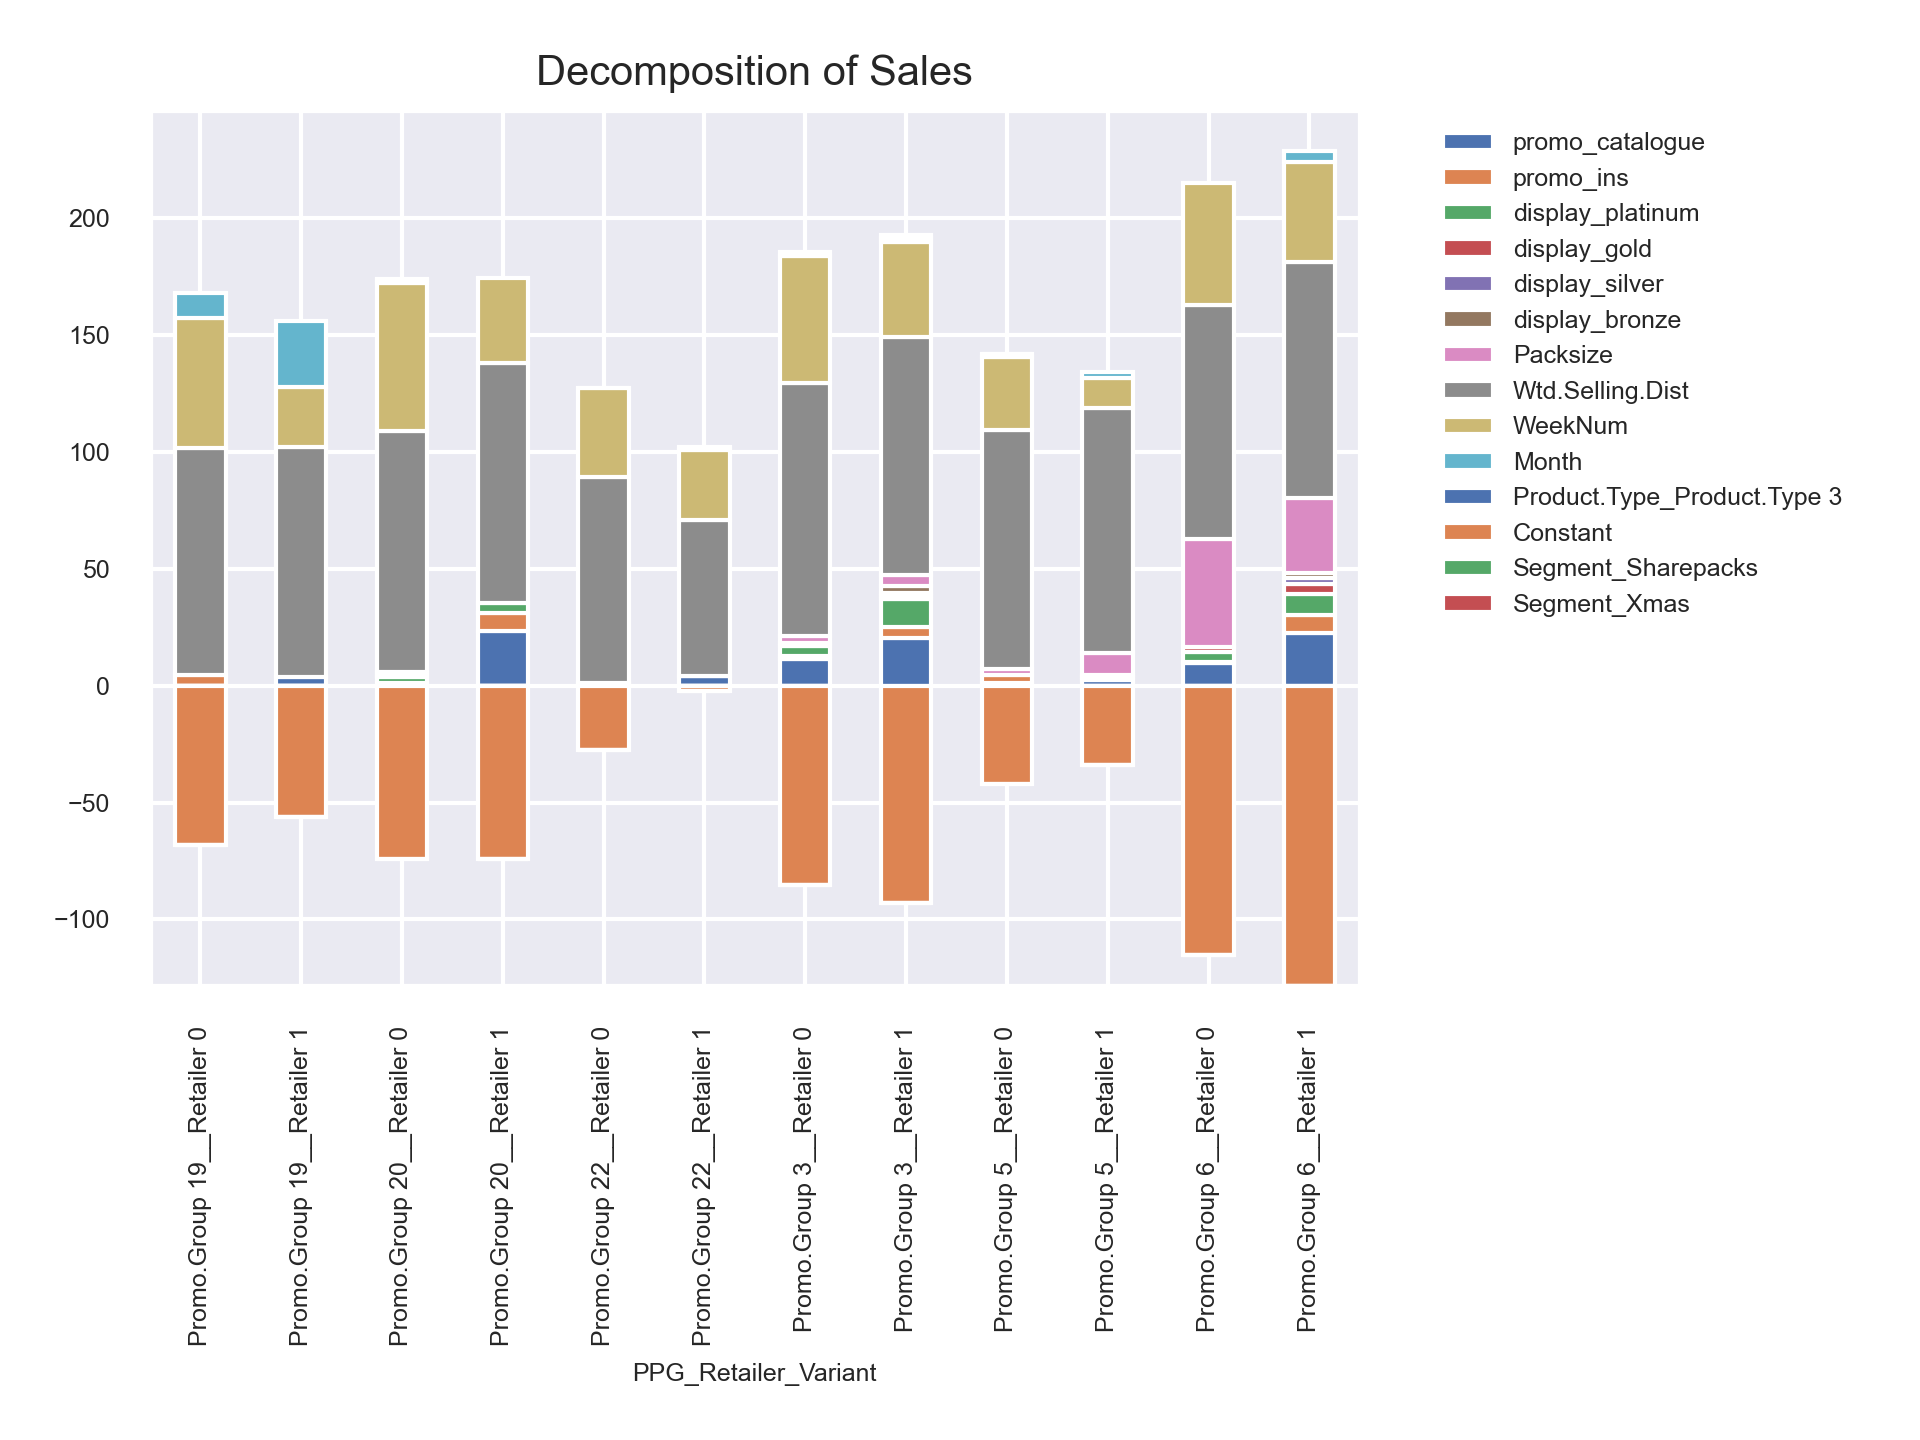 Decomposition of Sales
200
150
100
50
0
−50
−100
Promo.Group 19__Retailer 0
Promo.Group 19__Retailer 1
Promo.Group 20__Retailer 0
Promo.Group 20__Retailer 1
Promo.Group 22__Retailer 0
Promo.Group 22__Retailer 1
Promo.Group 3__Retailer 0
Promo.Group 3__Retailer 1
Promo.Group 5__Retailer 0
Promo.Group 5__Retailer 1
Promo.Group 6__Retailer 0
Promo.Group 6__Retailer 1
PPG_Retailer_Variant
promo_catalogue
promo_ins
display_platinum
display_gold
display_silver
display_bronze
Packsize
Wtd.Selling.Dist
WeekNum
Month
Product.Type_Product.Type 3
Constant
Segment_Sharepacks
Segment_Xmas